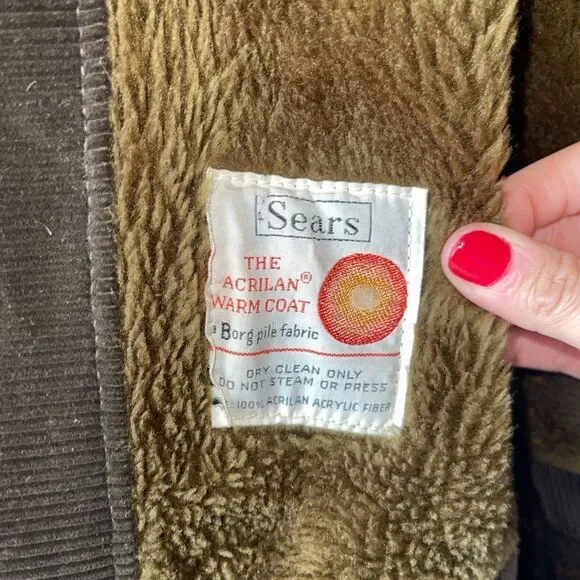 Sears
THE
ACRILAN®
WARM COAT
a Borg pile fabric
DRY CLEAN ONLY
DO NOT STEAM OR PRESS
100% ACRILAN ACRYLIC FIBER